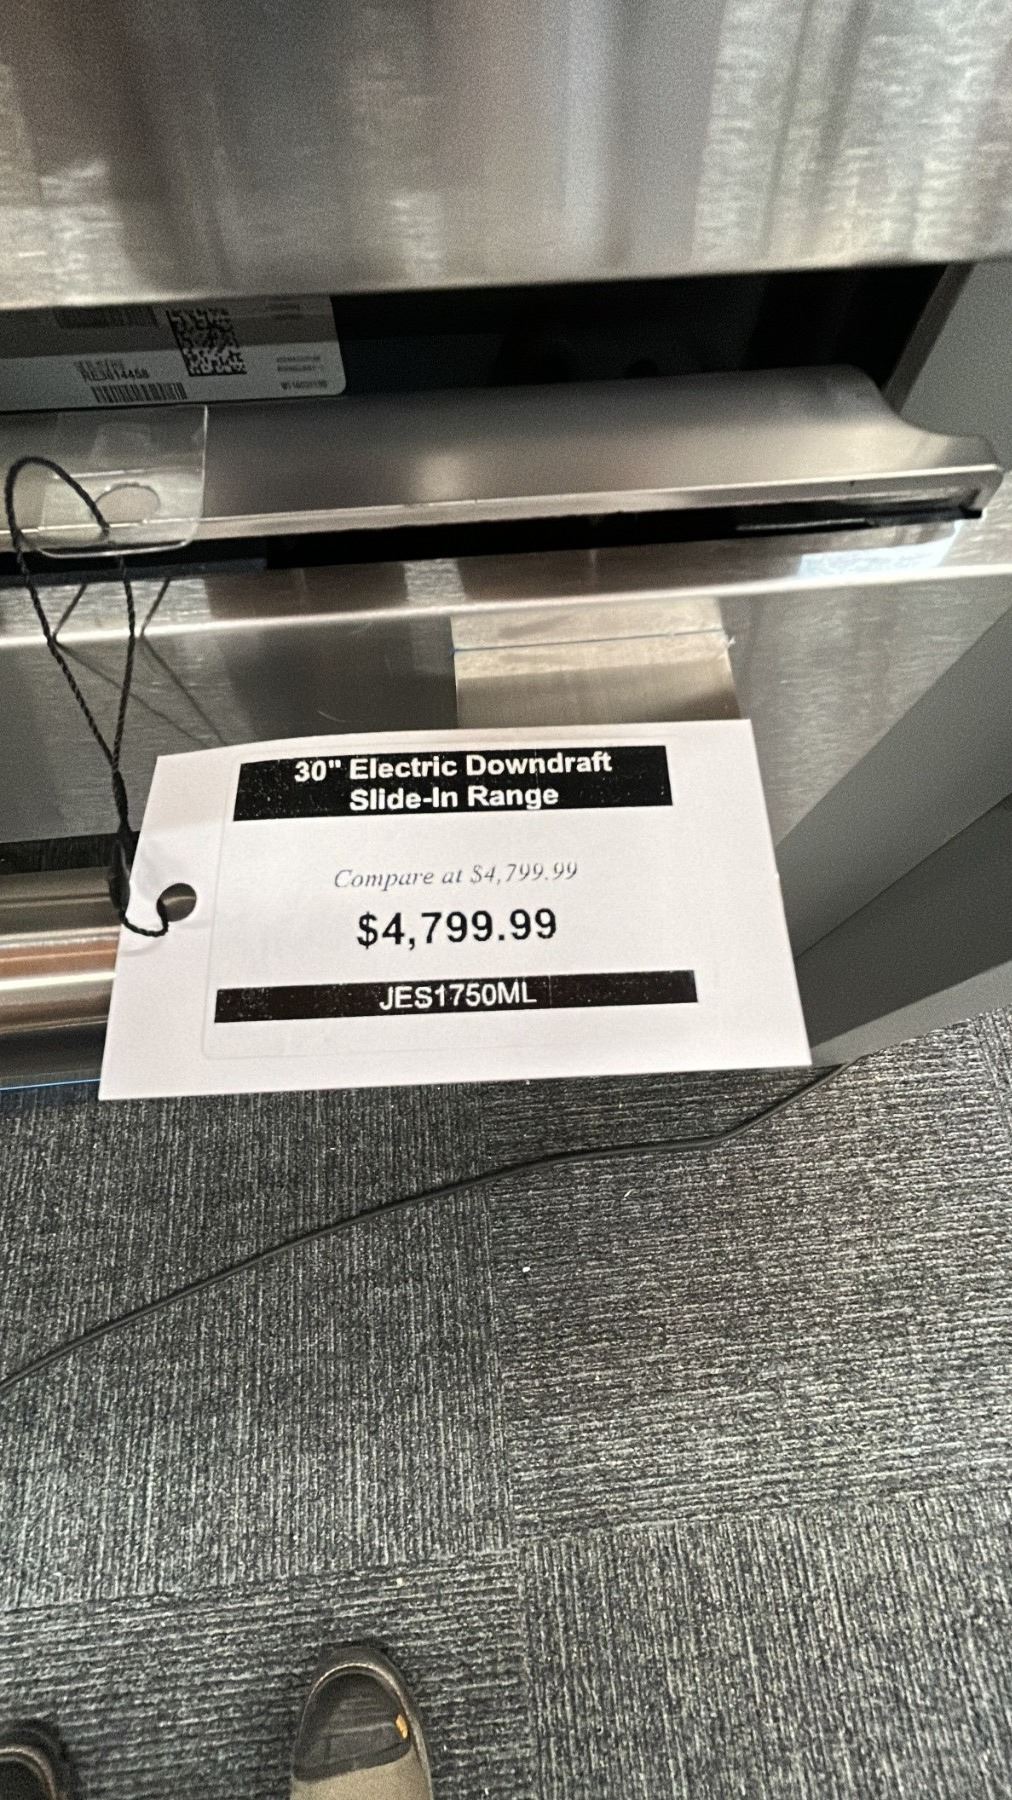 30" Electric Downdraft
Slide-In Range
Compare at $4,799.99
$4,799.99
JES1750ML